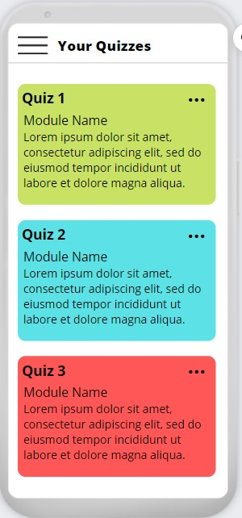 Your Quizzes
Quiz 1
Module Name
Lorem ipsum dolor sit amet,
consectetur adipiscing elit, sed do
eiusmod tempor incididunt ut
labore et dolore magna aliqua.
Quiz 2
Module Name
Lorem ipsum dolor sit amet,
consectetur adipiscing elit, sed do
eiusmod tempor incididunt ut
labore et dolore magna aliqua.
Quiz 3
Module Name
Lorem ipsum dolor sit amet,
consectetur adipiscing elit, sed do
eiusmod tempor incididunt ut
labore et dolore magna aliqua.